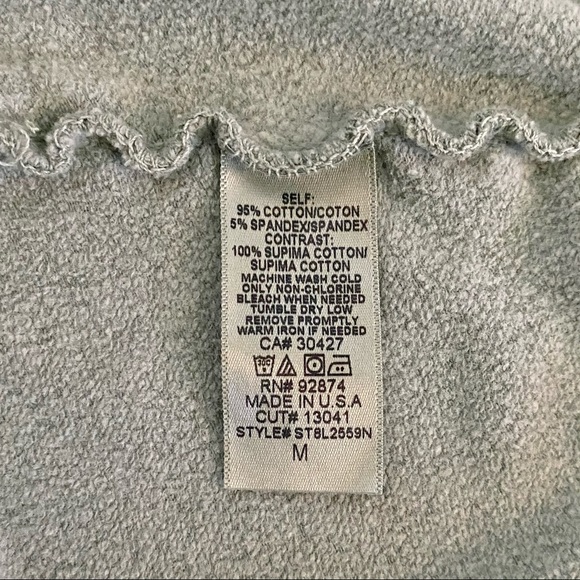 SELF:
95% COTTON/COTON
5% SPANDEX/SPANDEX
CONTRAST:
100% SUPIMA COTTON/
SUPIMA COTTON
MACHINE WASH COLD
ONLY NON-CHLORINE
BLEACH WHEN NEEDED
TUMBLE DRY LOW
REMOVE PROMPTLY
WARM IRON IF NEEDED
CA# 30427
30C
RN# 92874
MADE IN U.S.A
CUT# 13041
STYLE# ST8L2559N
M